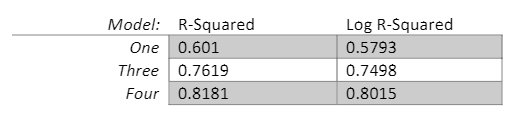 Model: R-Squared Log R-Squared
One 0.601 0.5793
Three 0.7619 0.7498
Four 0.8181 0.8015